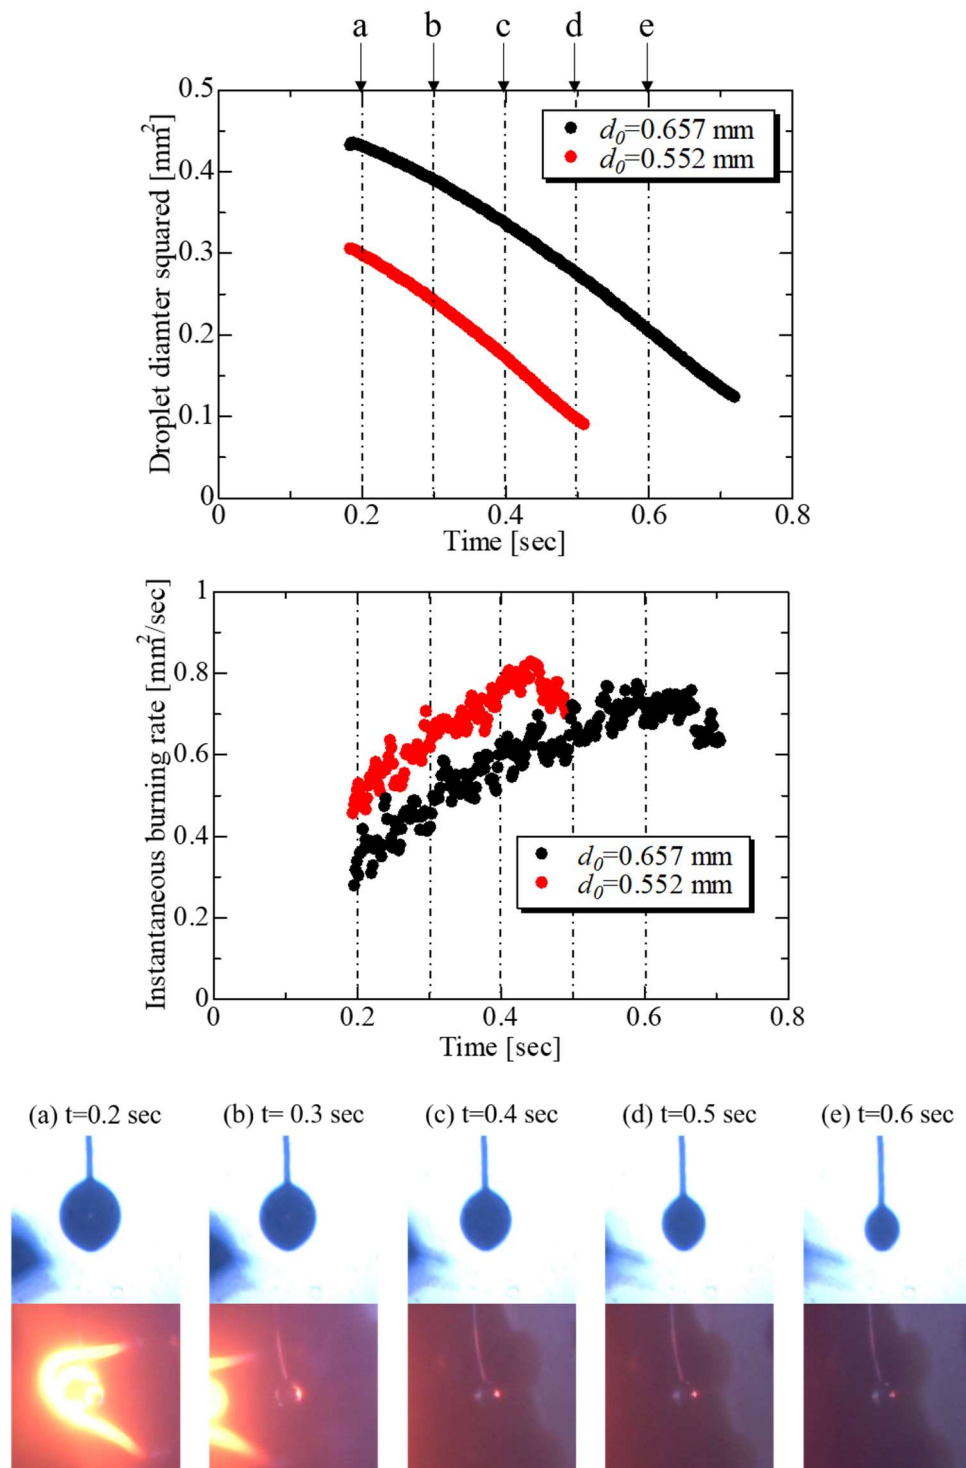 a b c d e
0.5
0.4
0.3
0.2
0.1
0
Droplet diamter squared [mm²]
d₀=0.657 mm
d₀=0.552 mm
0 0.2 0.4 0.6 0.8
Time [sec]
1
0.8
0.6
0.4
0.2
0
Instantaneous burning rate [mm²/sec]
d₀=0.657 mm
d₀=0.552 mm
0 0.2 0.4 0.6 0.8
Time [sec]
(a) t=0.2 sec
(b) t= 0.3 sec
(c) t=0.4 sec
(d) t=0.5 sec
(e) t=0.6 sec